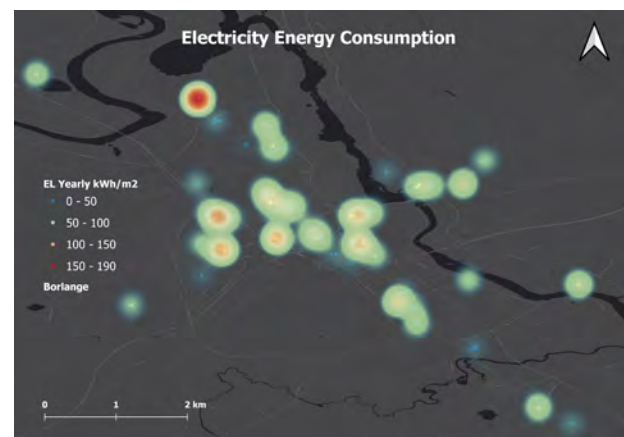 Electricity Energy Consumption
EL Yearly kWh/m2
0 - 50
50 - 100
100 - 150
150 - 190
Borlange
0 1 2 km